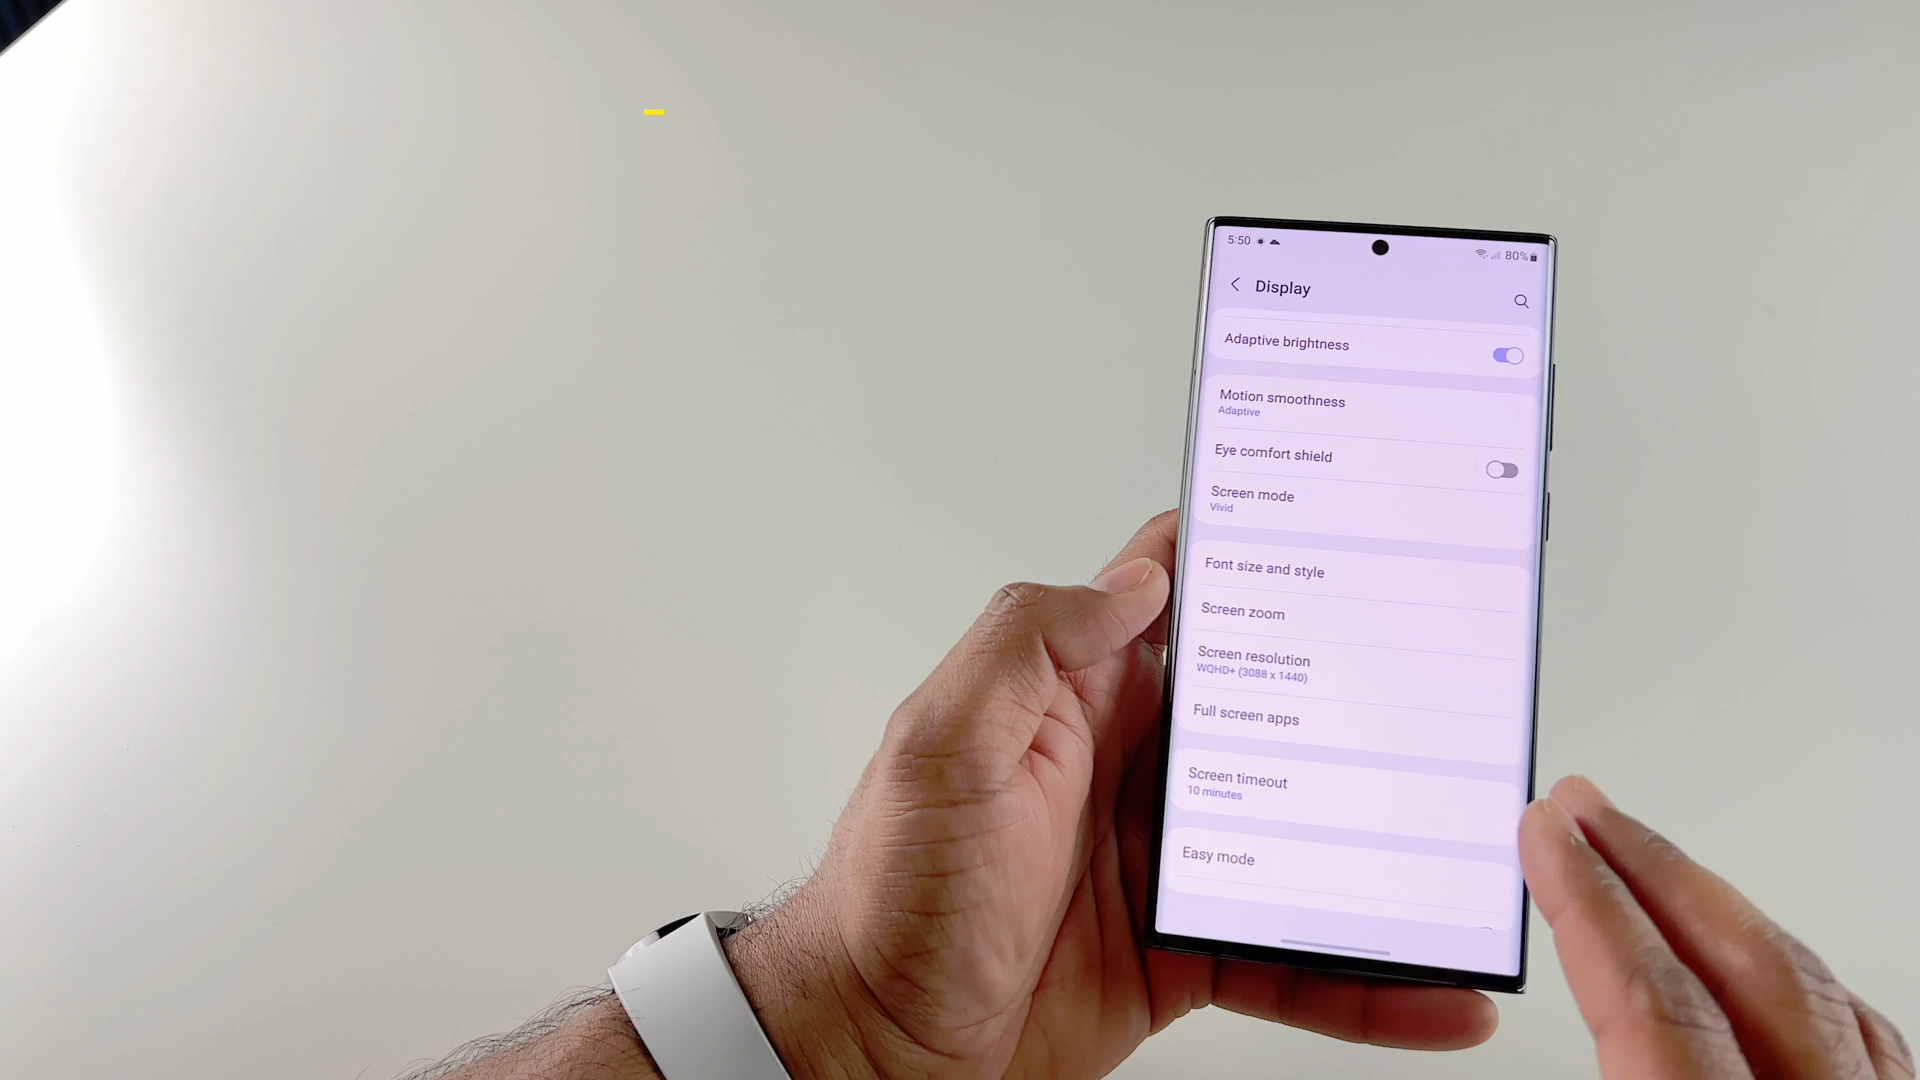 5:50 80%
Display
Adaptive brightness
Motion smoothness
Adaptive
Eye comfort shield
Screen mode
Vivid
Font size and style
Screen zoom
Screen resolution
WQHD+ (3088 x 1440)
Full screen apps
Screen timeout
10 minutes
Easy mode